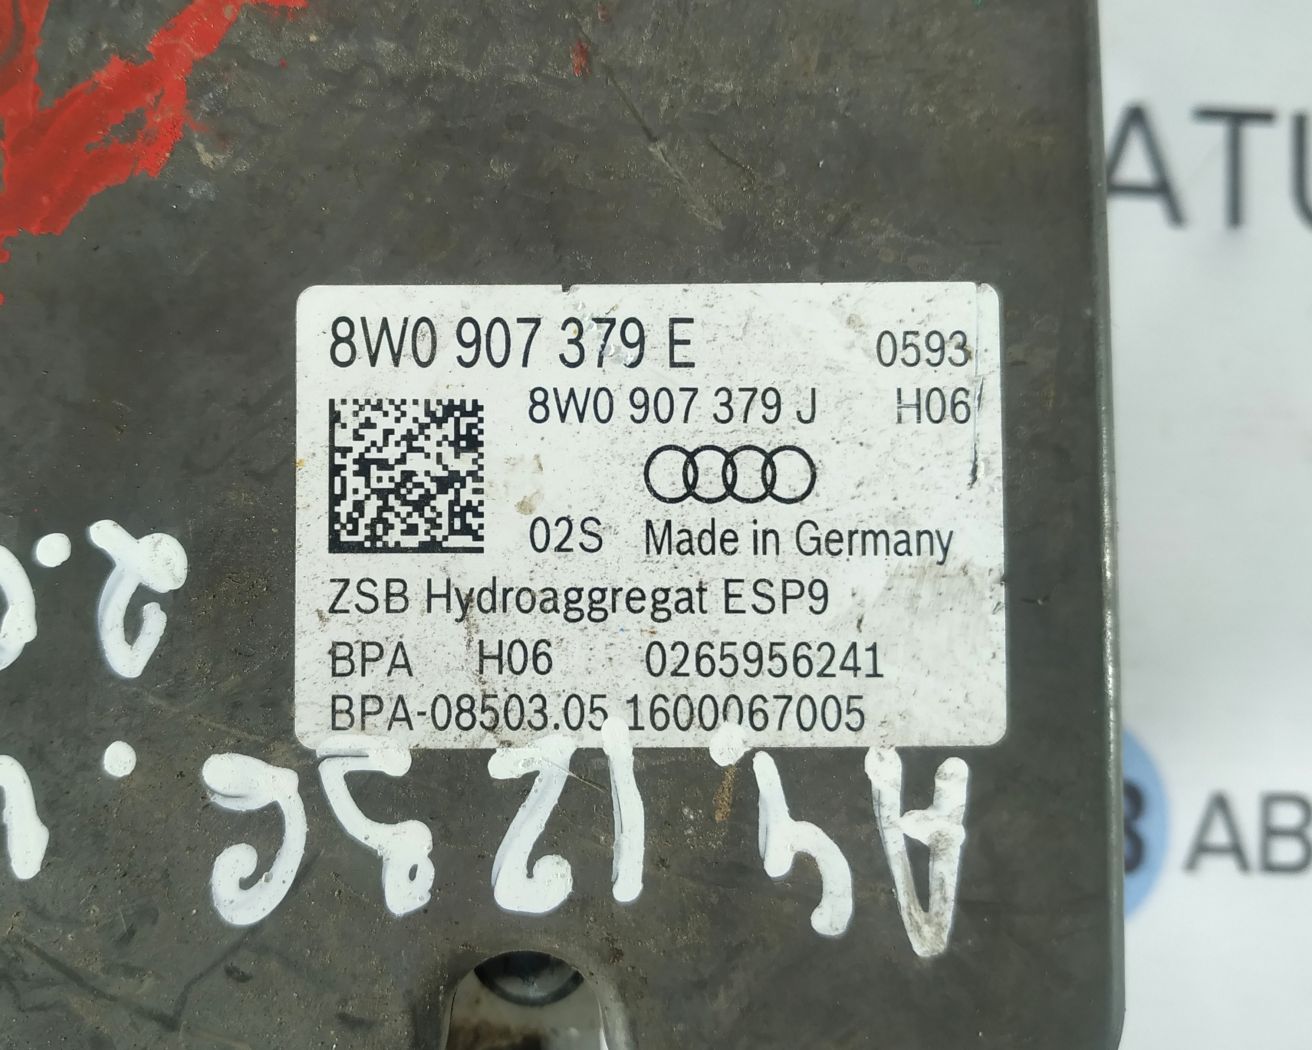 8W0 907 379 E 0593
8W0 907 379 J H06
02S Made in Germany
ZSB Hydroaggregat ESP9
BPA H06 0265956241
BPA-08503.05 1600067005
ATU
AB